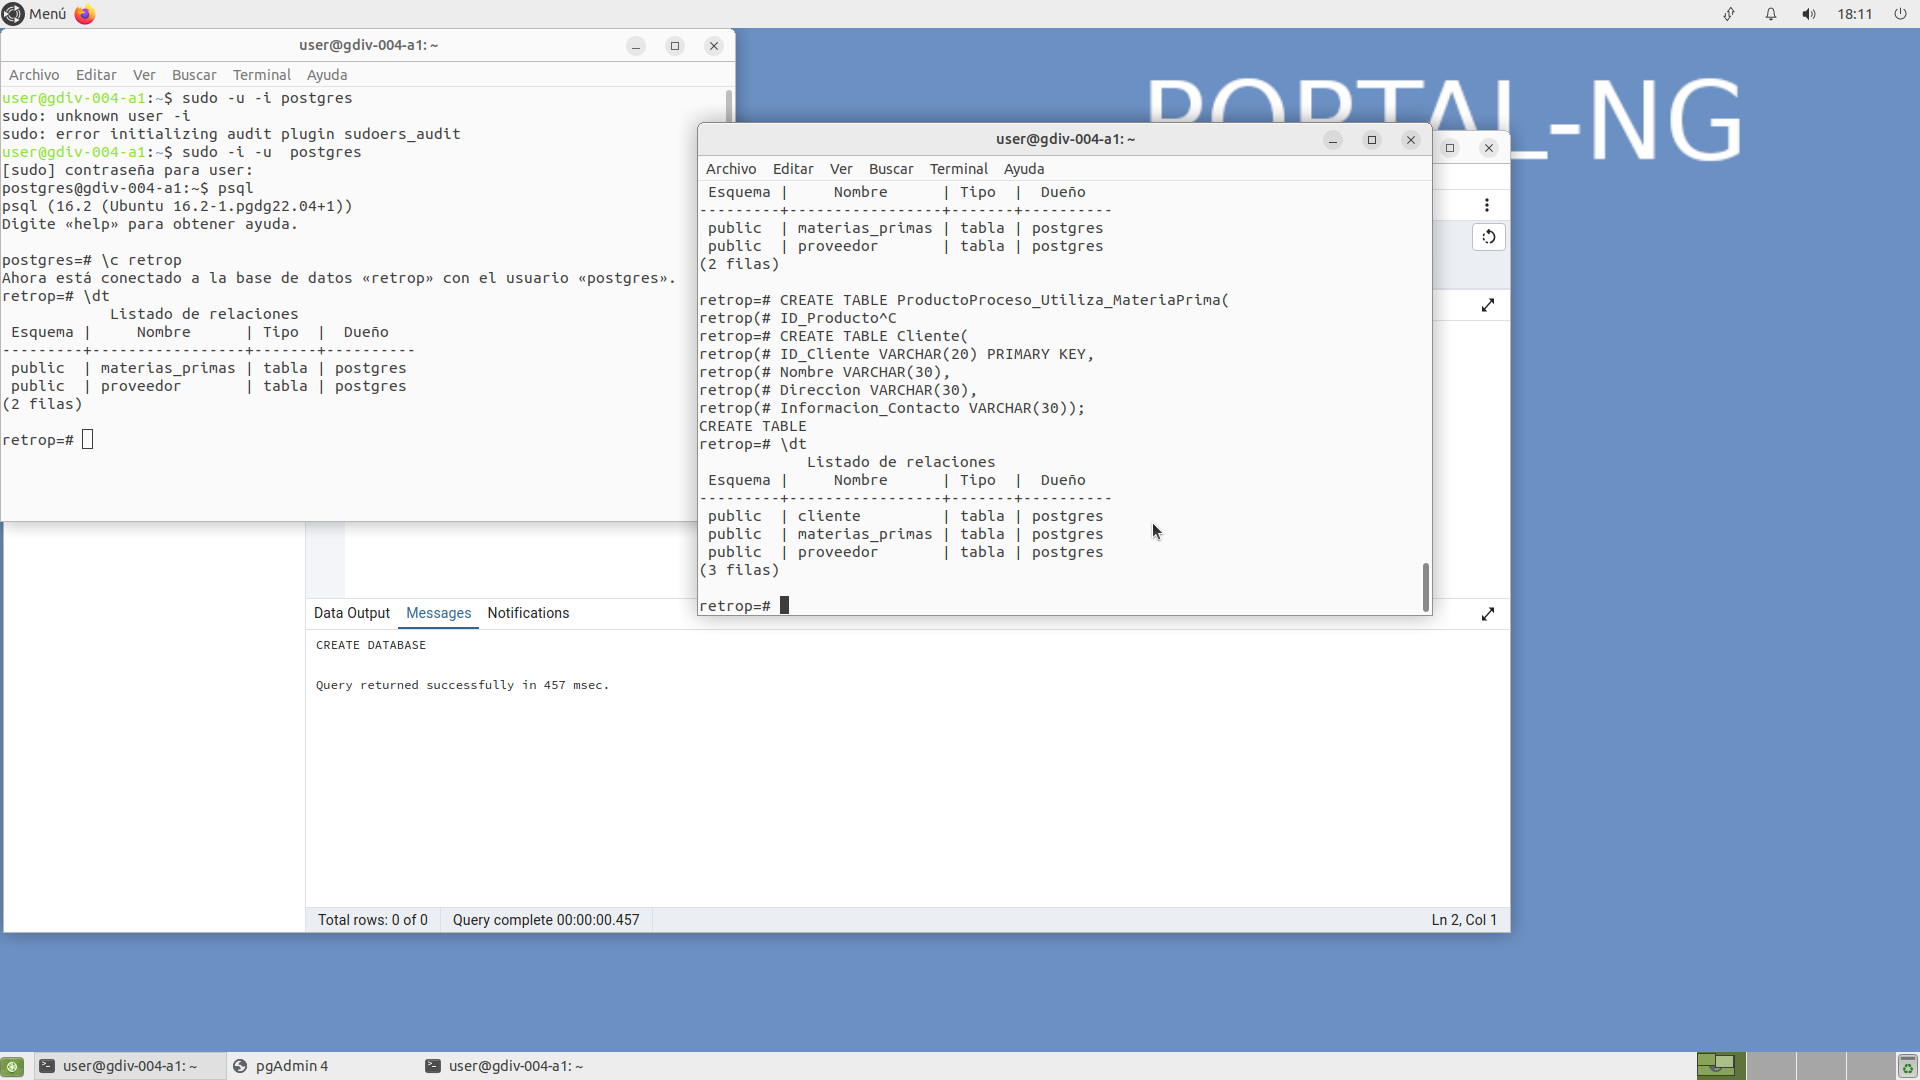 Menú
18:11
PORTAL-NG
user@gdiv-004-a1: ~
Archivo Editar Ver Buscar Terminal Ayuda
user@gdiv-004-a1:~$ sudo -u -i postgres
sudo: unknown user -i
sudo: error initializing audit plugin sudoers_audit
user@gdiv-004-a1:~$ sudo -i -u  postgres
[sudo] contraseña para user:
postgres@gdiv-004-a1:~$ psql
psql (16.2 (Ubuntu 16.2-1.pgdg22.04+1))
Digite «help» para obtener ayuda.
postgres=# \c retrop
Ahora está conectado a la base de datos «retrop» con el usuario «postgres».
retrop=# \dt
            Listado de relaciones
 Esquema |     Nombre      | Tipo  |  Dueño
---------+-----------------+-------+----------
 public  | materias_primas | tabla | postgres
 public  | proveedor       | tabla | postgres
(2 filas)
retrop=#
user@gdiv-004-a1: ~
Archivo Editar Ver Buscar Terminal Ayuda
 Esquema |     Nombre      | Tipo  |  Dueño
---------+-----------------+-------+----------
 public  | materias_primas | tabla | postgres
 public  | proveedor       | tabla | postgres
(2 filas)
retrop=# CREATE TABLE ProductoProceso_Utiliza_MateriaPrima(
retrop(# ID_Producto^C
retrop=# CREATE TABLE Cliente(
retrop(# ID_Cliente VARCHAR(20) PRIMARY KEY,
retrop(# Nombre VARCHAR(30),
retrop(# Direccion VARCHAR(30),
retrop(# Informacion_Contacto VARCHAR(30));
CREATE TABLE
retrop=# \dt
            Listado de relaciones
 Esquema |     Nombre      | Tipo  |  Dueño
---------+-----------------+-------+----------
 public  | cliente         | tabla | postgres
 public  | materias_primas | tabla | postgres
 public  | proveedor       | tabla | postgres
(3 filas)
retrop=#
Data Output Messages Notifications
CREATE DATABASE
Query returned successfully in 457 msec.
Total rows: 0 of 0 Query complete 00:00:00.457 Ln 2, Col 1
user@gdiv-004-a1: ~ pgAdmin 4 user@gdiv-004-a1: ~